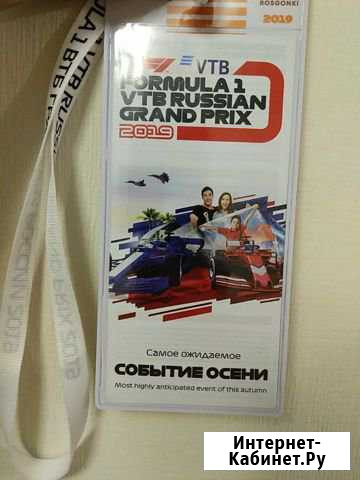 ROSGONKI
2019
VTB
FORMULA 1
VTB RUSSIAN
GRAND PRIX
2019
Самое ожидаемое
СОБЫТИЕ ОСЕНИ
Most highly anticipated event of this autumn
Интернет-
Кабинет.Ру